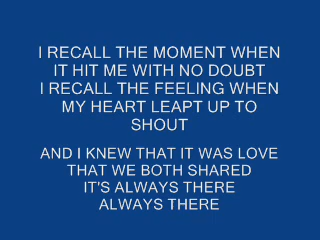 I RECALL THE MOMENT WHEN
IT HIT ME WITH NO DOUBT
I RECALL THE FEELING WHEN
MY HEART LEAPT UP TO
SHOUT
AND I KNEW THAT IT WAS LOVE
THAT WE BOTH SHARED
IT'S ALWAYS THERE
ALWAYS THERE